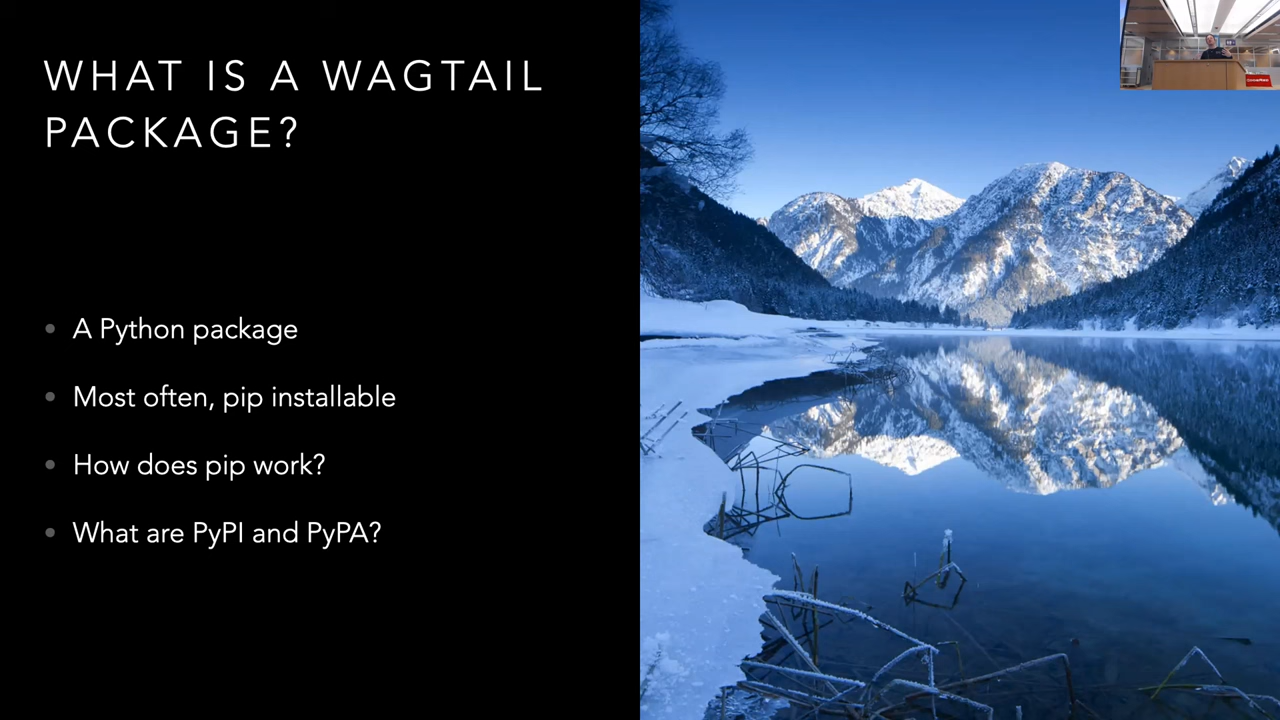 WHAT IS A WAGTAIL
PACKAGE?
A Python package
Most often, pip installable
How does pip work?
What are PyPI and PyPA?